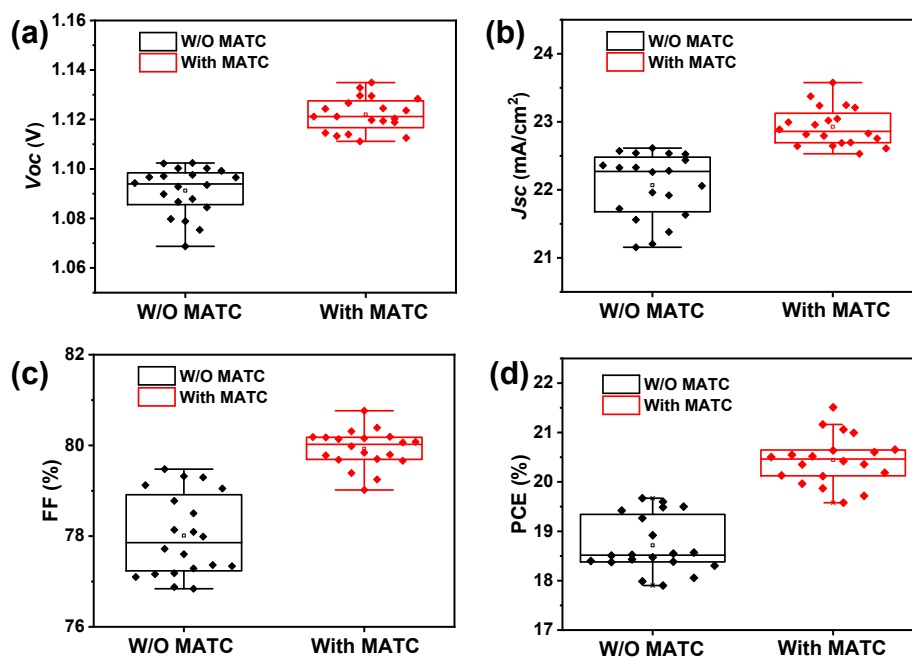 (a)
W/O MATC
With MATC
Voc (V)
1.16
1.14
1.12
1.10
1.08
1.06
W/O MATC
With MATC
(b)
W/O MATC
With MATC
Jsc (mA/cm²)
24
23
22
21
W/O MATC
With MATC
(c)
W/O MATC
With MATC
FF (%)
82
80
78
76
W/O MATC
With MATC
(d)
W/O MATC
With MATC
PCE (%)
22
21
20
19
18
17
W/O MATC
With MATC